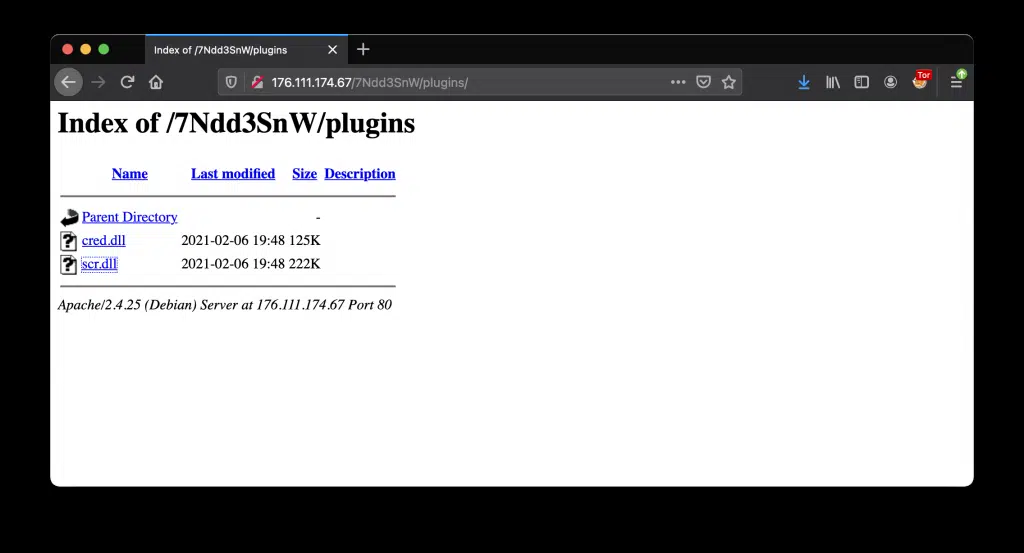 Index of /7Ndd3SnW/plugins
176.111.174.67/7Ndd3SnW/plugins/
Tor
Index of /7Ndd3SnW/plugins
Name Last modified Size Description
Parent Directory -
cred.dll 2021-02-06 19:48 125K
scr.dll 2021-02-06 19:48 222K
Apache/2.4.25 (Debian) Server at 176.111.174.67 Port 80